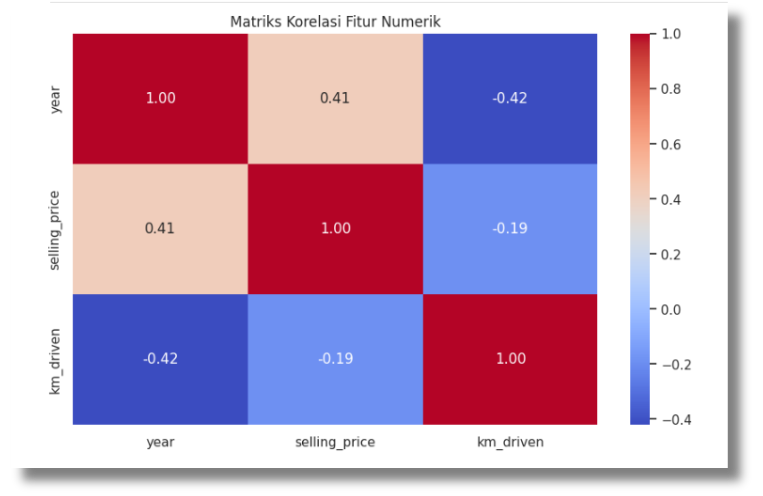 Matriks Korelasi Fitur Numerik
year
1.00
0.41
-0.42
selling_price
0.41
1.00
-0.19
km_driven
-0.42
-0.19
1.00
year
selling_price
km_driven
1.0
0.8
0.6
0.4
0.2
0.0
−0.2
−0.4